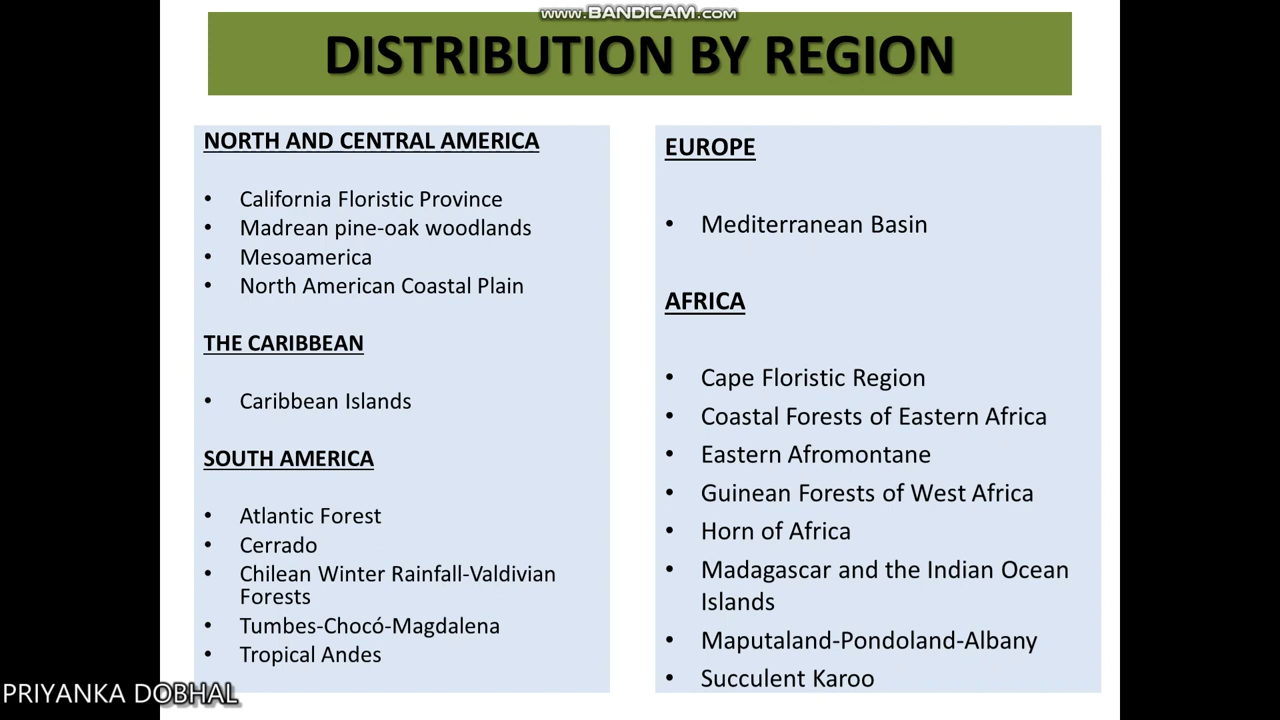 www.BANDICAM.com
DISTRIBUTION BY REGION
NORTH AND CENTRAL AMERICA
• California Floristic Province
• Madrean pine-oak woodlands
• Mesoamerica
• North American Coastal Plain
THE CARIBBEAN
• Caribbean Islands
SOUTH AMERICA
• Atlantic Forest
• Cerrado
• Chilean Winter Rainfall-Valdivian
Forests
• Tumbes-Chocó-Magdalena
• Tropical Andes
EUROPE
• Mediterranean Basin
AFRICA
• Cape Floristic Region
• Coastal Forests of Eastern Africa
• Eastern Afromontane
• Guinean Forests of West Africa
• Horn of Africa
• Madagascar and the Indian Ocean
Islands
• Maputaland-Pondoland-Albany
• Succulent Karoo
PRIYANKA DOBHAL